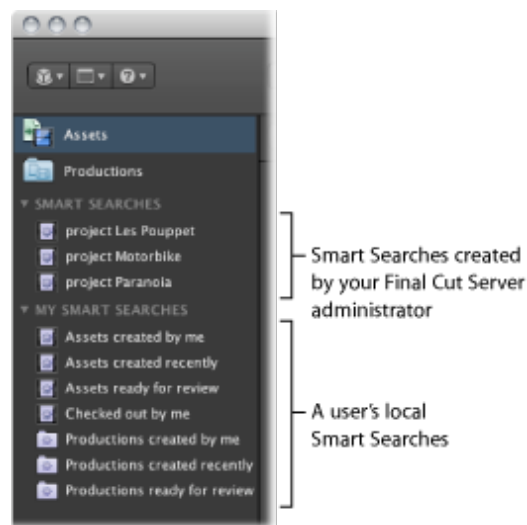 Assets
Productions
SMART SEARCHES
project Les Pouppet
project Motorbike
project Paranoia
MY SMART SEARCHES
Assets created by me
Assets created recently
Assets ready for review
Checked out by me
Productions created by me
Productions created recently
Productions ready for review
Smart Searches created
by your Final Cut Server
administrator
A user's local
Smart Searches